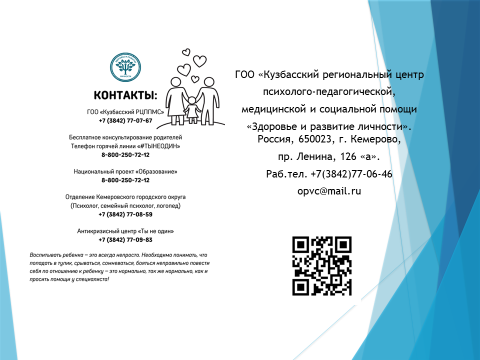 КОНТАКТЫ:
ГОО «Кузбасский РЦППМС»
+7 (3842) 77-07-67
Бесплатное консультирование родителей
Телефон горячей линии «#ТЫНЕОДИН»
8-800-250-72-12
Национальный проект «Образование»
8-800-250-72-12
Отделение Кемеровского городского округа
(Психолог, семейный психолог, логопед)
+7 (3842) 77-08-59
Антикризисный центр «Ты не один»
+7 (3842) 77-09-83
Воспитывать ребенка – это всегда непросто. Необходимо понимать, что
попадать в тупик, срываться, сомневаться, бояться неправильно повести
себя по отношению к ребенку – это нормально, так же нормально, как и
просить помощи у специалиста!
ГОО «Кузбасский региональный центр
психолого-педагогической,
медицинской и социальной помощи
«Здоровье и развитие личности».
Россия, 650023, г. Кемерово,
пр. Ленина, 126 «а».
Раб.тел. +7(3842)77-06-46
opvc@mail.ru